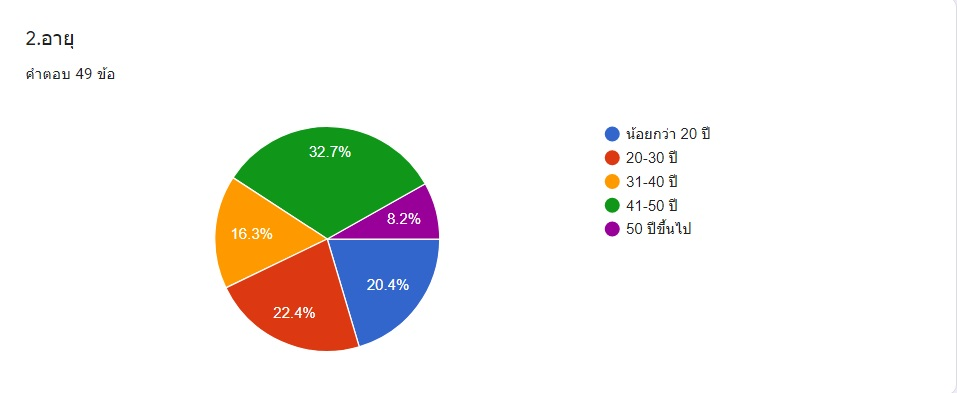 2.อายุ
คำตอบ 49 ข้อ
32.7%
8.2%
16.3%
20.4%
22.4%
น้อยกว่า 20 ปี
20-30 ปี
31-40 ปี
41-50 ปี
50 ปีขึ้นไป